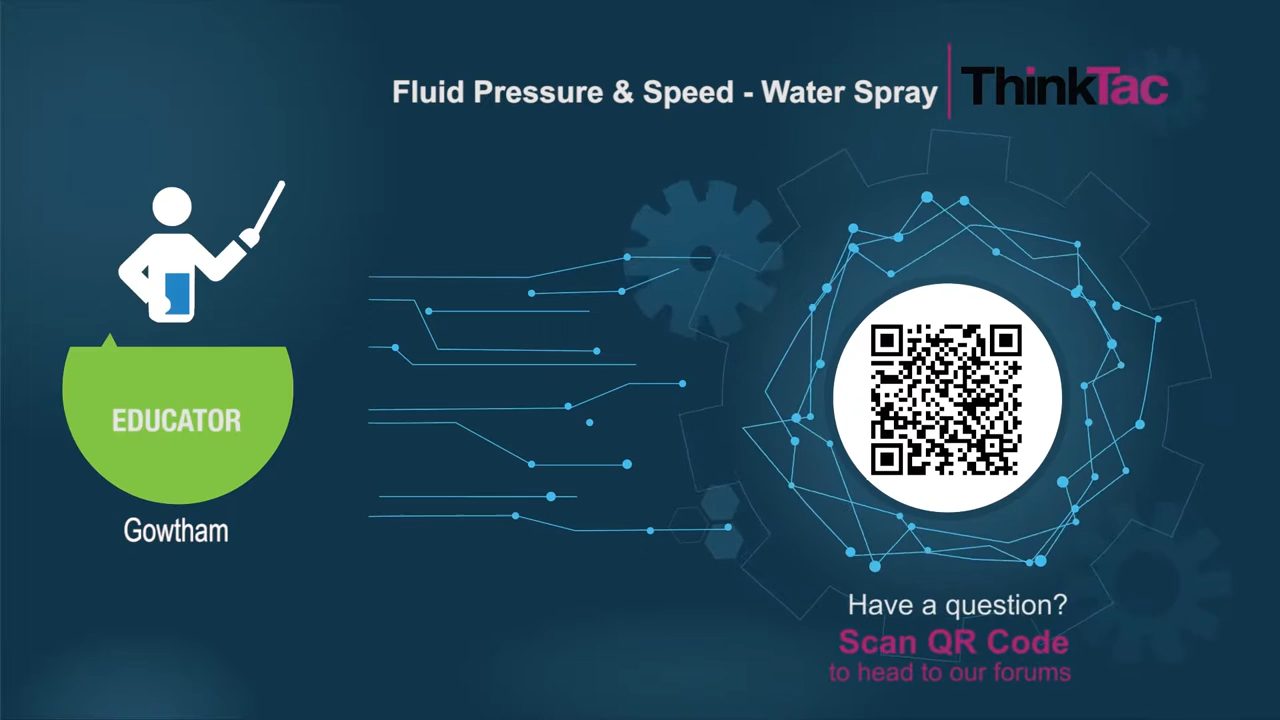 Fluid Pressure & Speed - Water Spray
ThinkTac
EDUCATOR
Gowtham
Have a question?
Scan QR Code
to head to our forums